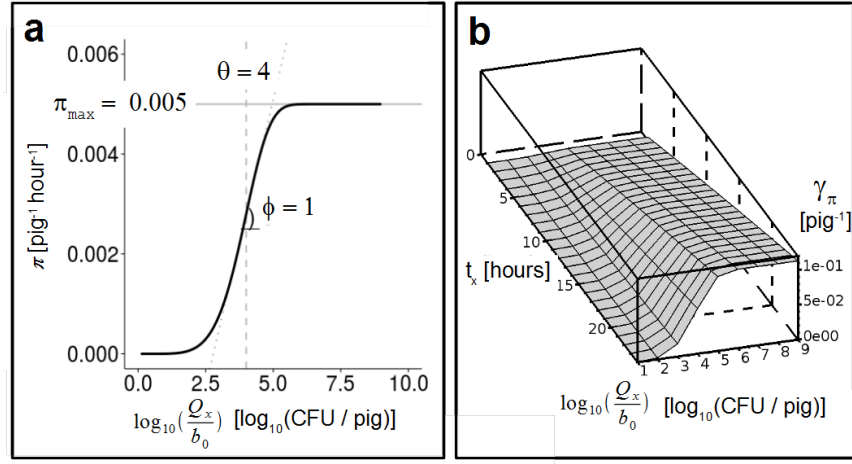 a
0.006
0.004
0.002
0.000
π [pig⁻¹ hour⁻¹]
θ = 4
π_max = 0.005
ϕ = 1
0.0 2.5 5.0 7.5 10.0
log₁₀(Q_x/b₀) [log₁₀(CFU / pig)]
b
0
5
10
15
20
t_x [hours]
γ_π
[pig⁻¹]
1e-01
5e-02
0e00
1 2 3 4 5 6 7 8 9
log₁₀(Q_x/b₀) [log₁₀(CFU / pig)]